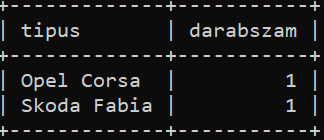 +-------------+-----------+
| tipus       | darabszam |
+-------------+-----------+
| Opel Corsa  |         1 |
| Skoda Fabia |         1 |
+-------------+-----------+